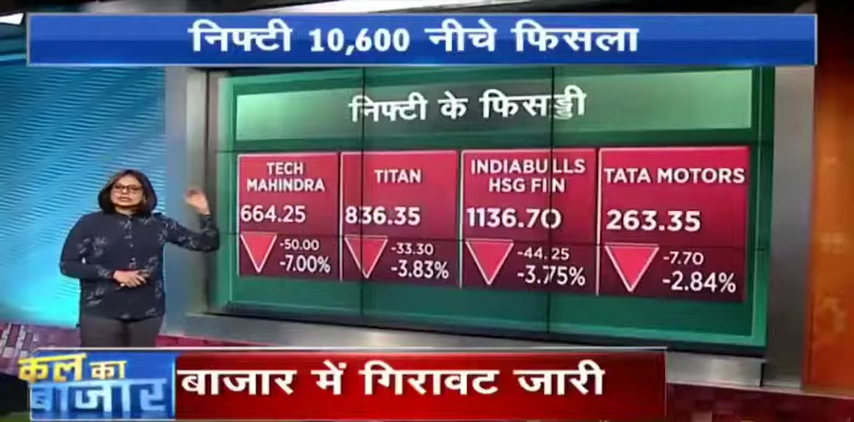 निफ्टी 10,600 नीचे फिसला
निफ्टी के फिसड्डी
TECH
MAHINDRA
664.25
-50.00
-7.00%
TITAN
836.35
-33.30
-3.83%
INDIABULLS
HSG FIN
1136.70
-44.25
-3.75%
TATA MOTORS
263.35
-7.70
-2.84%
कल का
बाजार
बाजार में गिरावट जारी